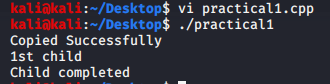 kali@kali:~/Desktop$ vi practical1.cpp
kali@kali:~/Desktop$ ./practical1
Copied Successfully
1st child
Child completed